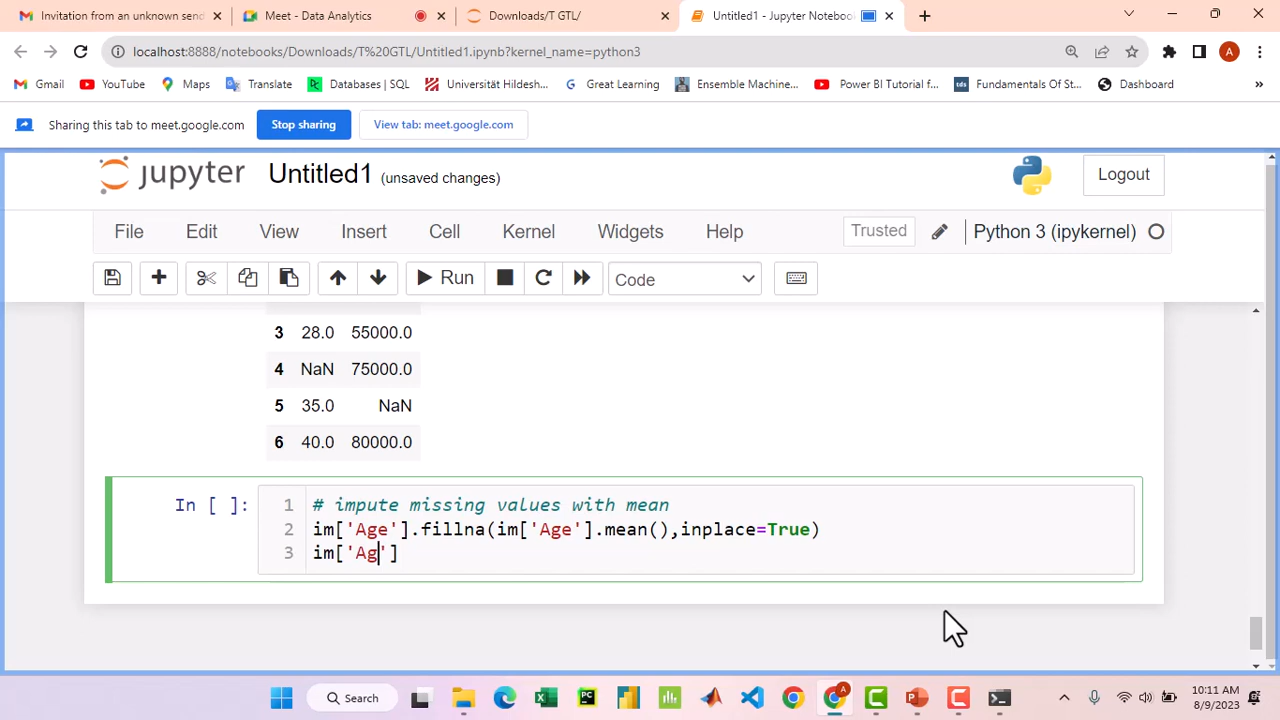 Invitation from an unknown send
Meet - Data Analytics
Downloads/T GTL/
Untitled1 - Jupyter Notebook
localhost:8888/notebooks/Downloads/T%20GTL/Untitled1.ipynb?kernel_name=python3
A
Gmail YouTube Maps Translate Databases | SQL Universität Hildesh... Great Learning Ensemble Machine... Power BI Tutorial f... Fundamentals Of St... Dashboard »
Sharing this tab to meet.google.com Stop sharing View tab: meet.google.com
jupyter Untitled1 (unsaved changes) Logout
File Edit View Insert Cell Kernel Widgets Help Trusted Python 3 (ipykernel)
Run Code
3 28.0 55000.0
4 NaN 75000.0
5 35.0 NaN
6 40.0 80000.0
In [ ]: 1 # impute missing values with mean
2 im['Age'].fillna(im['Age'].mean(),inplace=True)
3 im['Ag']
Search
10:11 AM
8/9/2023